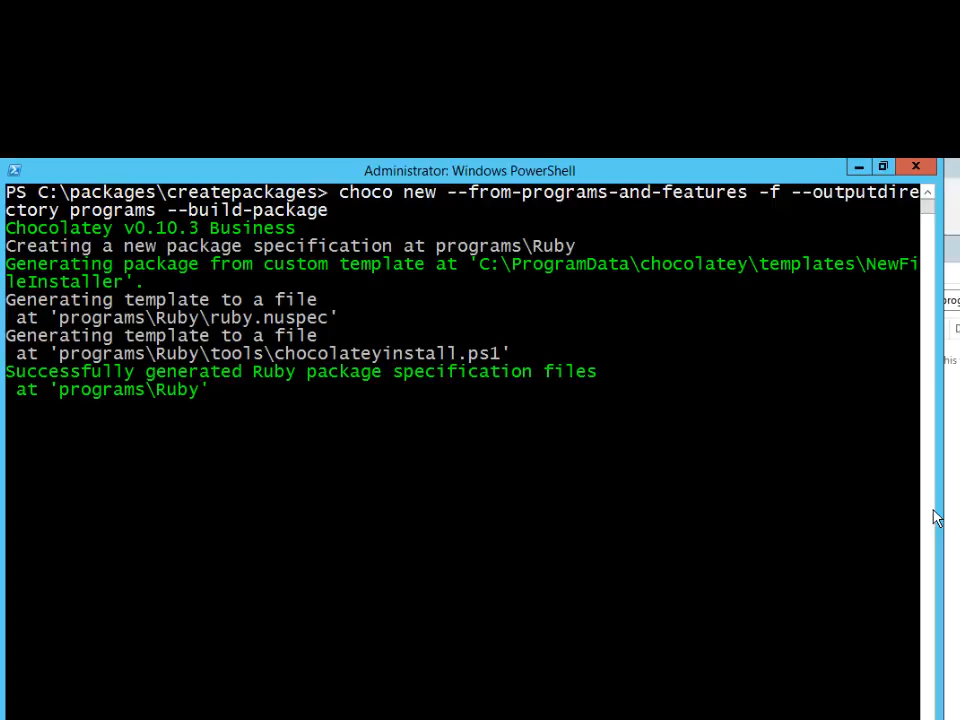 Administrator: Windows PowerShell
PS C:\packages\createpackages> choco new --from-programs-and-features -f --outputdire
ctory programs --build-package
Chocolatey v0.10.3 Business
Creating a new package specification at programs\Ruby
Generating package from custom template at 'C:\ProgramData\chocolatey\templates\NewFi
leInstaller'.
Generating template to a file
 at 'programs\Ruby\ruby.nuspec'
Generating template to a file
 at 'programs\Ruby\tools\chocolateyinstall.ps1'
Successfully generated Ruby package specification files
 at 'programs\Ruby'